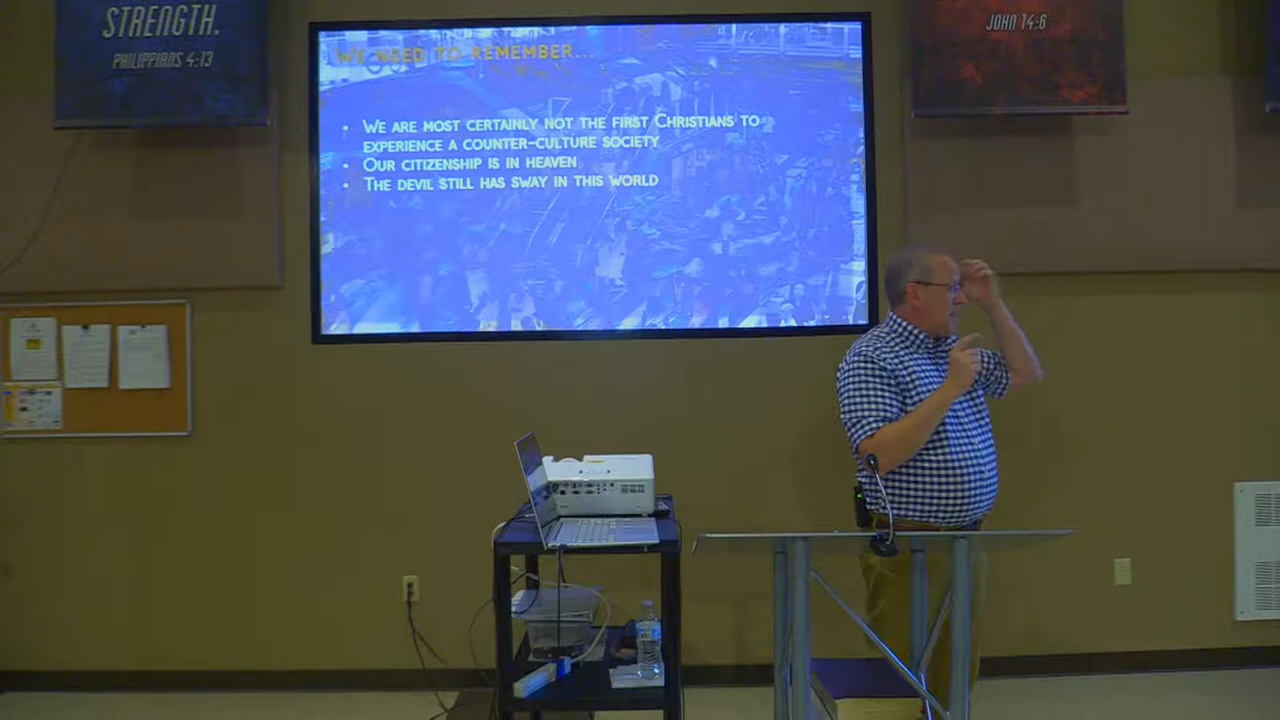 STRENGTH.
PHILIPPIANS 4:13
JOHN 14:6
WE NEED TO REMEMBER...
• WE ARE MOST CERTAINLY NOT THE FIRST CHRISTIANS TO
EXPERIENCE A COUNTER-CULTURE SOCIETY
• OUR CITIZENSHIP IS IN HEAVEN
• THE DEVIL STILL HAS SWAY IN THIS WORLD